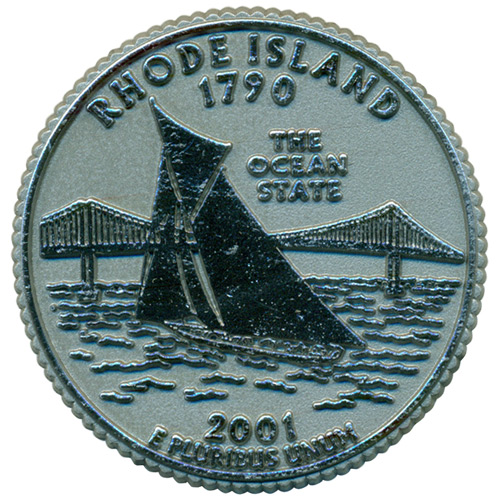 RHODE ISLAND
1790
THE
OCEAN
STATE
2001
E PLURIBUS UNUM